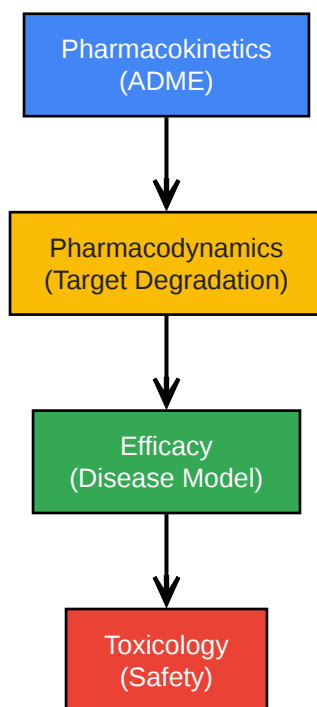 Pharmacokinetics
(ADME)
Pharmacodynamics
(Target Degradation)
Efficacy
(Disease Model)
Toxicology
(Safety)